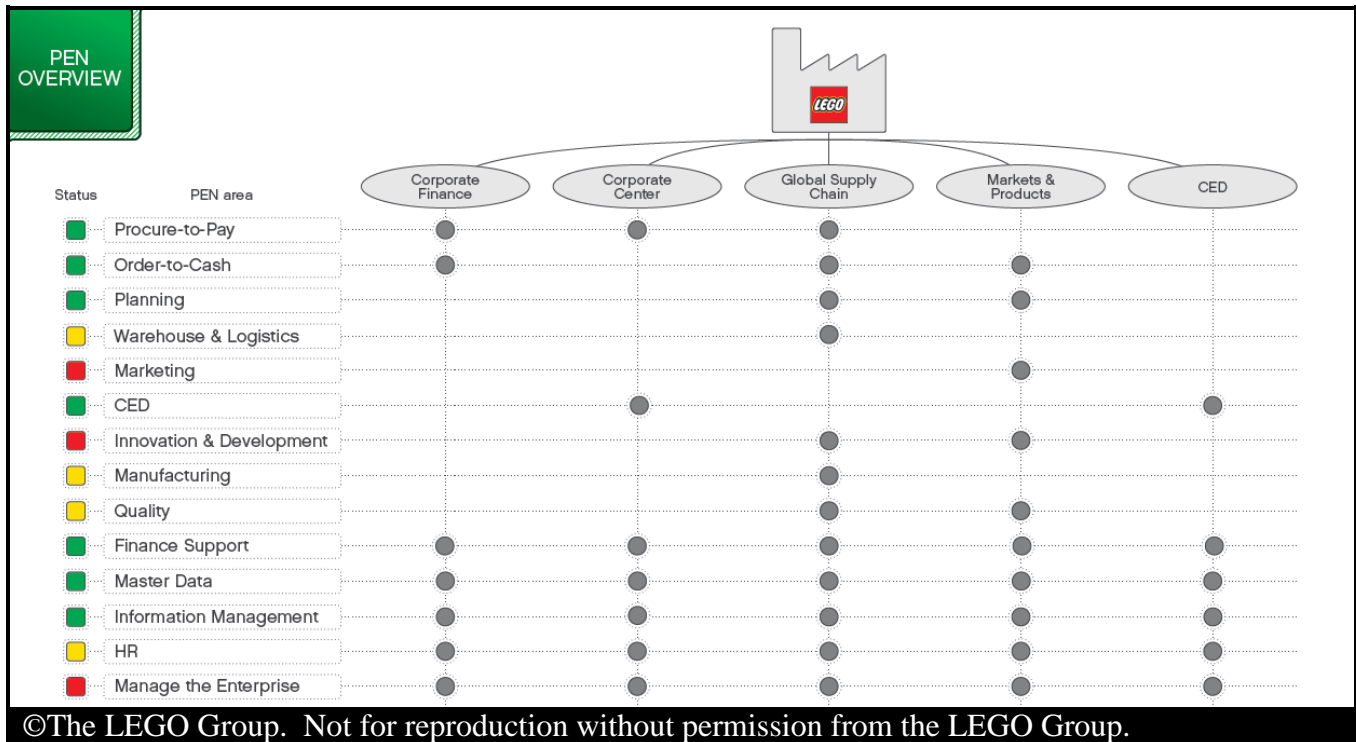 PEN
OVERVIEW
LEGO
Corporate
Finance
Corporate
Center
Global Supply
Chain
Markets &
Products
CED
Status
PEN area
Procure-to-Pay
Order-to-Cash
Planning
Warehouse & Logistics
Marketing
CED
Innovation & Development
Manufacturing
Quality
Finance Support
Master Data
Information Management
HR
Manage the Enterprise
©The LEGO Group.  Not for reproduction without permission from the LEGO Group.